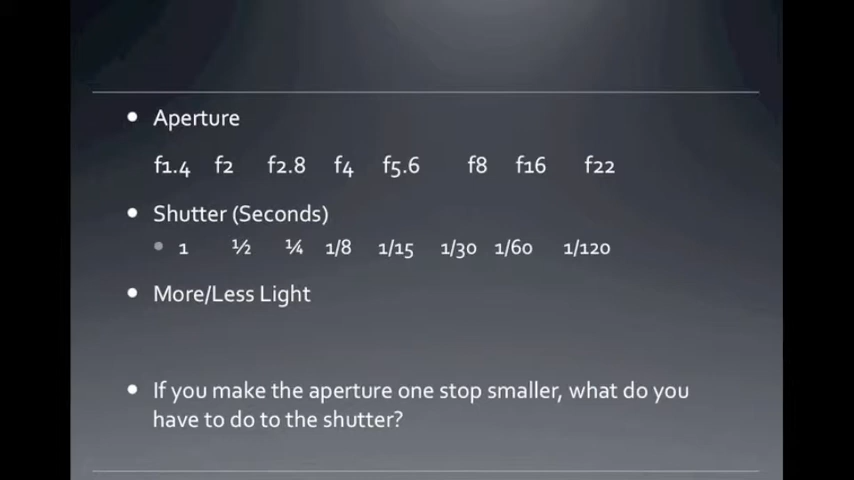 • Aperture
f1.4 f2 f2.8 f4 f5.6 f8 f16 f22
• Shutter (Seconds)
• 1 ½ ¼ 1/8 1/15 1/30 1/60 1/120
• More/Less Light
• If you make the aperture one stop smaller, what do you
have to do to the shutter?